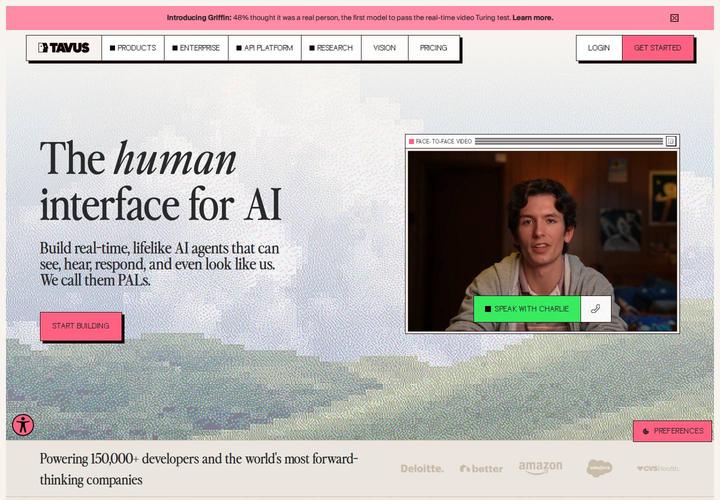 Introducing Griffin: 48% thought it was a real person, the first model to pass the real-time video Turing test. Learn more.
TAVUS
PRODUCTS
ENTERPRISE
API PLATFORM
RESEARCH
VISION
PRICING
LOGIN
GET STARTED
The human
interface for AI
Build real-time, lifelike AI agents that can
see, hear, respond, and even look like us.
We call them PALs.
START BUILDING
FACE-TO-FACE VIDEO
SPEAK WITH CHARLIE
PREFERENCES
Powering 150,000+ developers and the world's most forward-
thinking companies
Deloitte.
better
amazon
salesforce
CVSHealth.